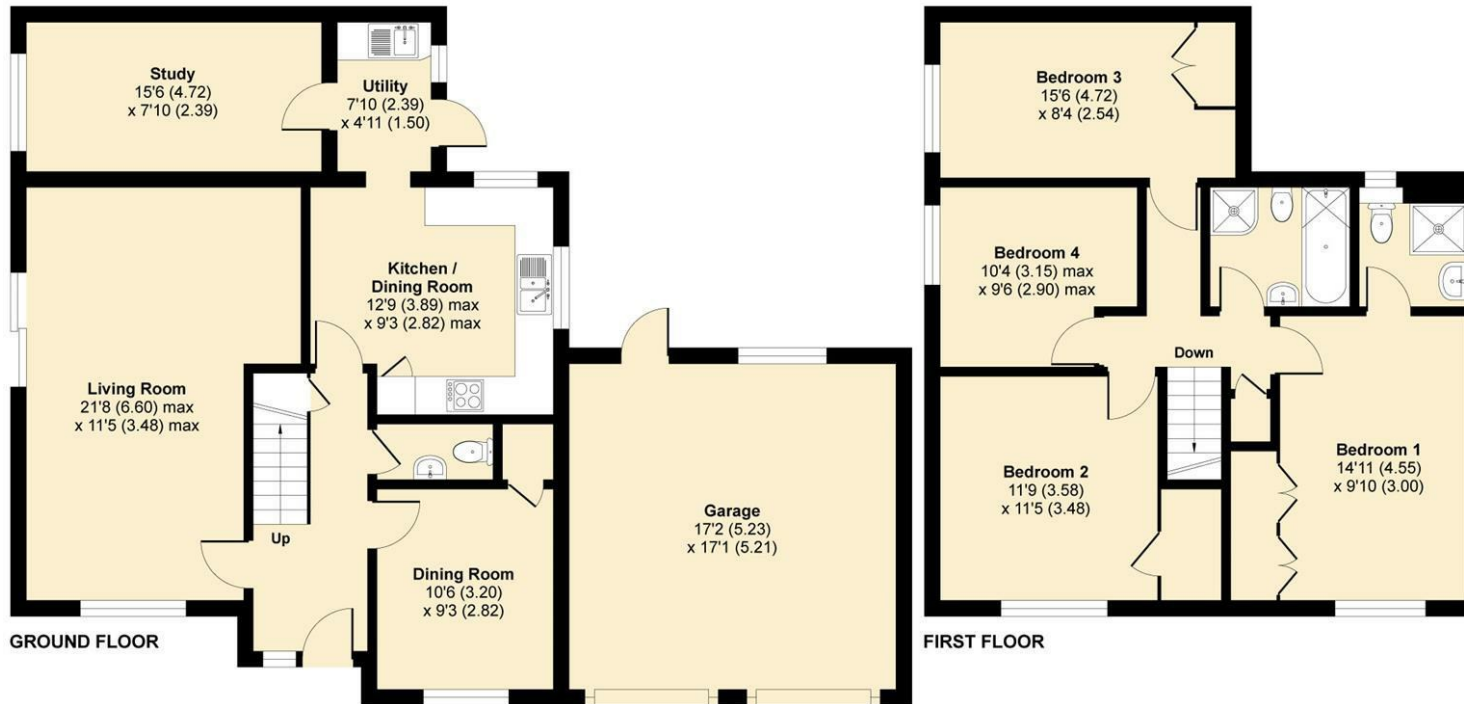 Study
15'6 (4.72)
x 7'10 (2.39)
Utility
7'10 (2.39)
x 4'11 (1.50)
Kitchen /
Dining Room
12'9 (3.89) max
x 9'3 (2.82) max
Living Room
21'8 (6.60) max
x 11'5 (3.48) max
Up
Dining Room
10'6 (3.20)
x 9'3 (2.82)
Garage
17'2 (5.23)
x 17'1 (5.21)
GROUND FLOOR
Bedroom 3
15'6 (4.72)
x 8'4 (2.54)
Bedroom 4
10'4 (3.15) max
x 9'6 (2.90) max
Down
Bedroom 2
11'9 (3.58)
x 11'5 (3.48)
Bedroom 1
14'11 (4.55)
x 9'10 (3.00)
FIRST FLOOR